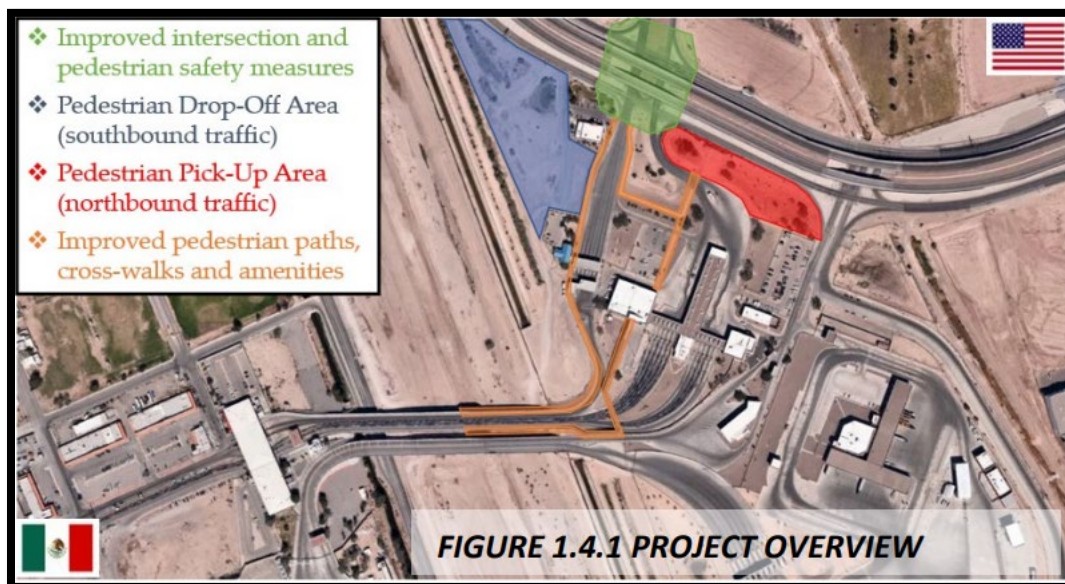 ❖ Improved intersection and
pedestrian safety measures
❖ Pedestrian Drop-Off Area
(southbound traffic)
❖ Pedestrian Pick-Up Area
(northbound traffic)
❖ Improved pedestrian paths,
cross-walks and amenities
FIGURE 1.4.1 PROJECT OVERVIEW